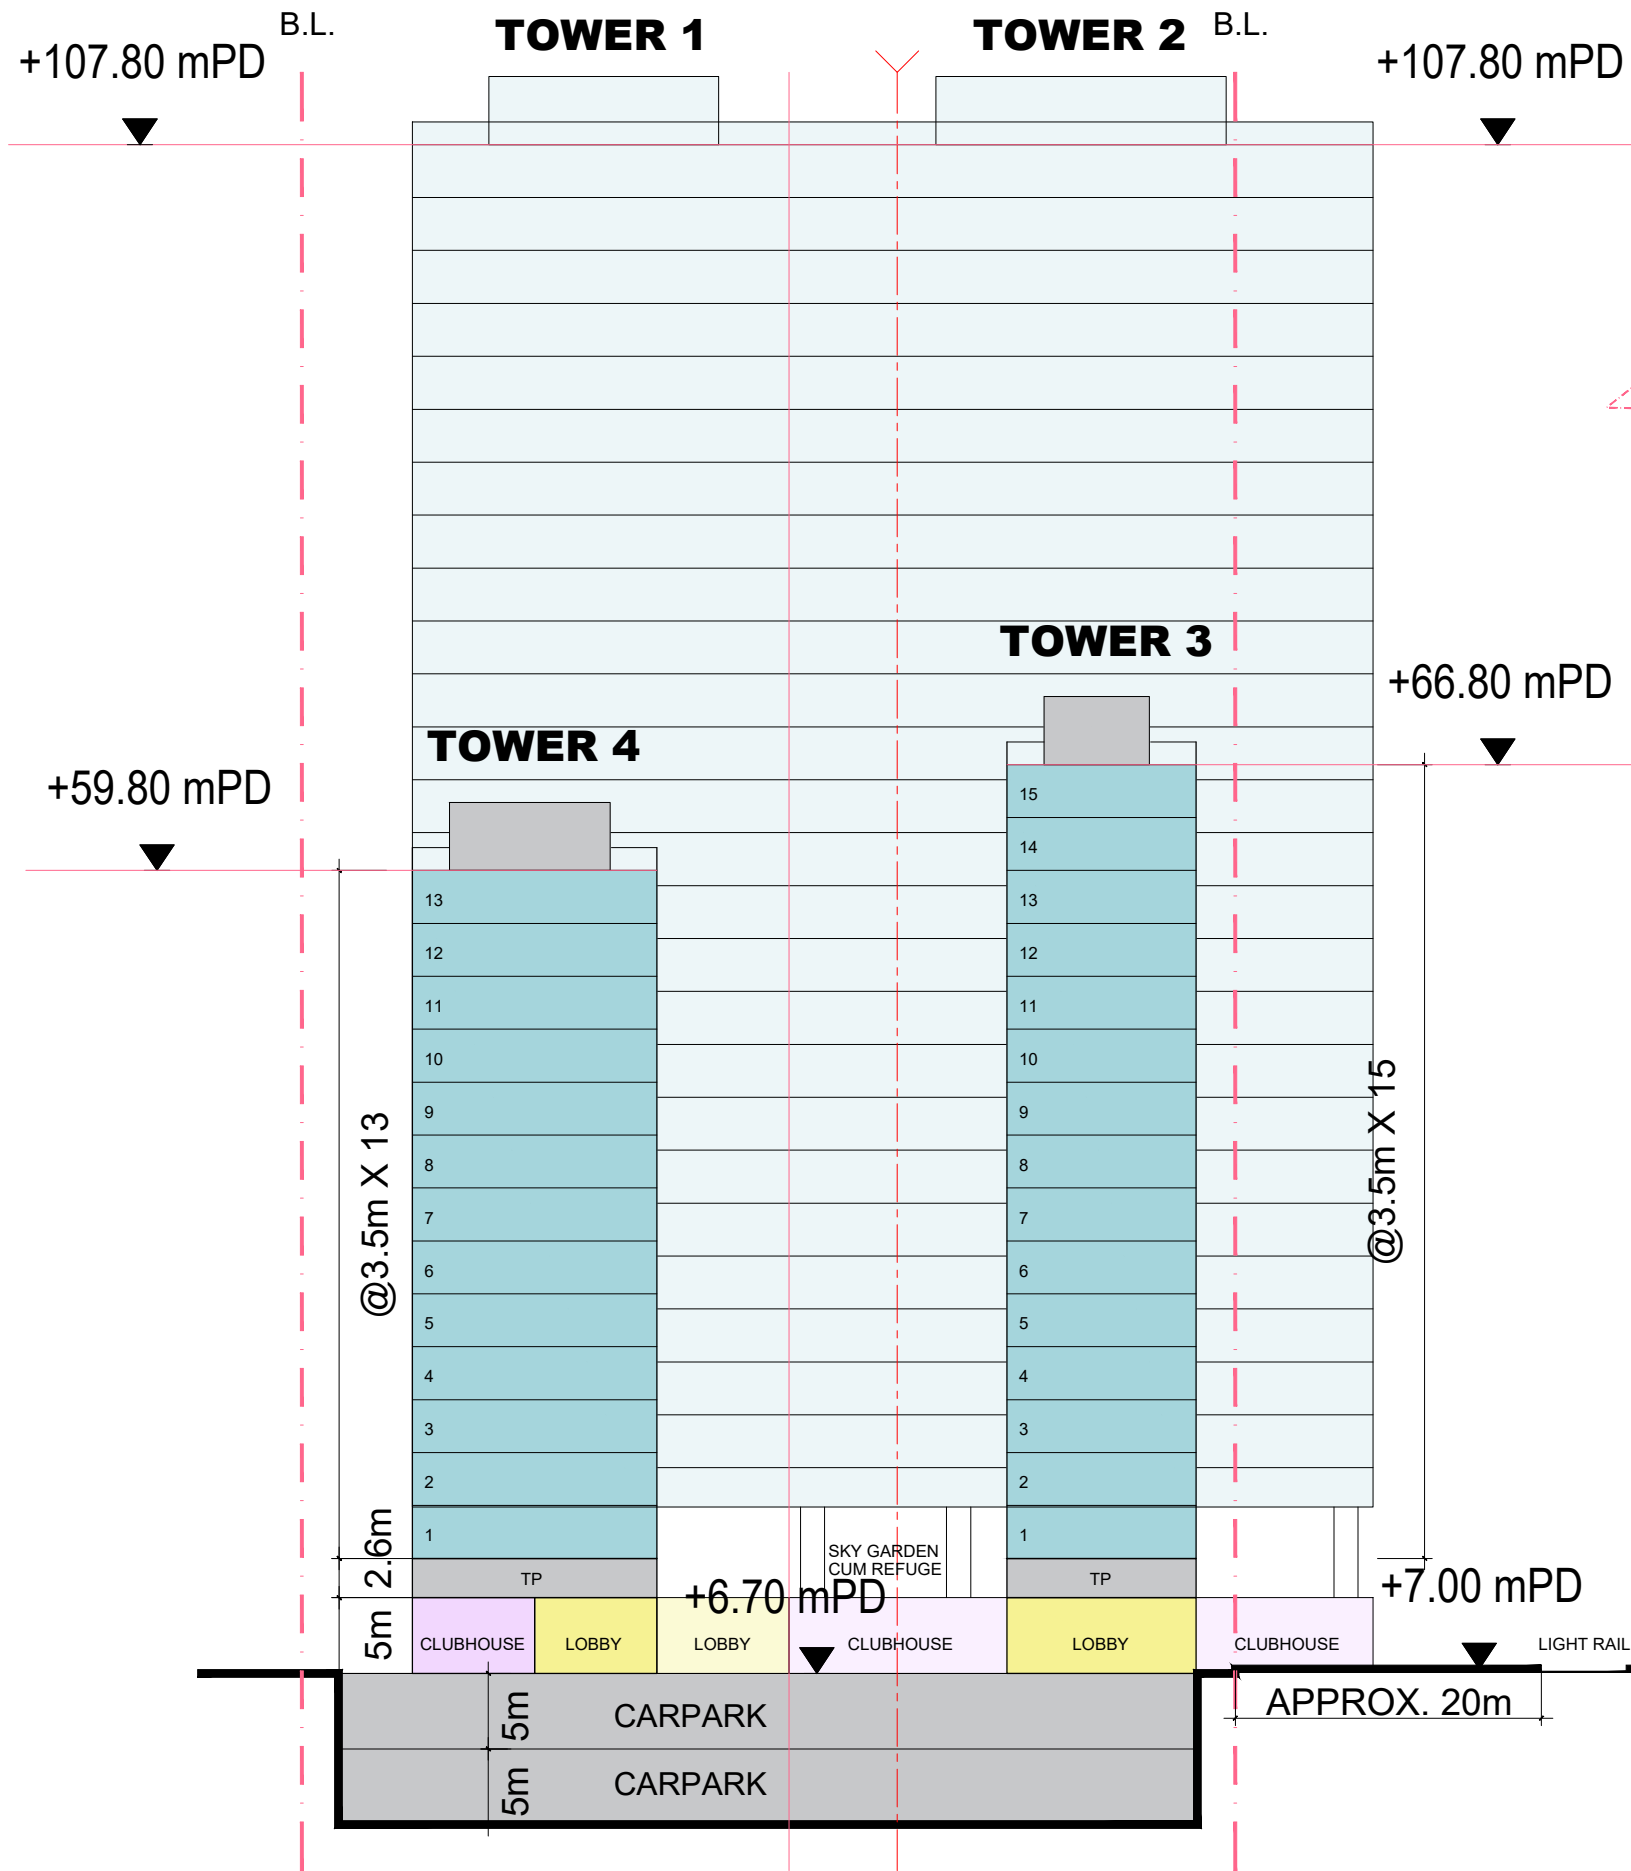 B.L.
TOWER 1
TOWER 2
B.L.
+107.80 mPD
+107.80 mPD
TOWER 3
+66.80 mPD
TOWER 4
+59.80 mPD
15
14
13
13
12
12
11
11
10
10
9
9
8
8
7
7
6
6
5
5
4
4
3
3
2
2
1
1
@3.5m X 13
@3.5m X 15
2.6m
SKY GARDEN
CUM REFUGE
TP
TP
+6.70 mPD
+7.00 mPD
5m
CLUBHOUSE
LOBBY
LOBBY
CLUBHOUSE
LOBBY
CLUBHOUSE
LIGHT RAIL
5m
CARPARK
APPROX. 20m
5m
CARPARK